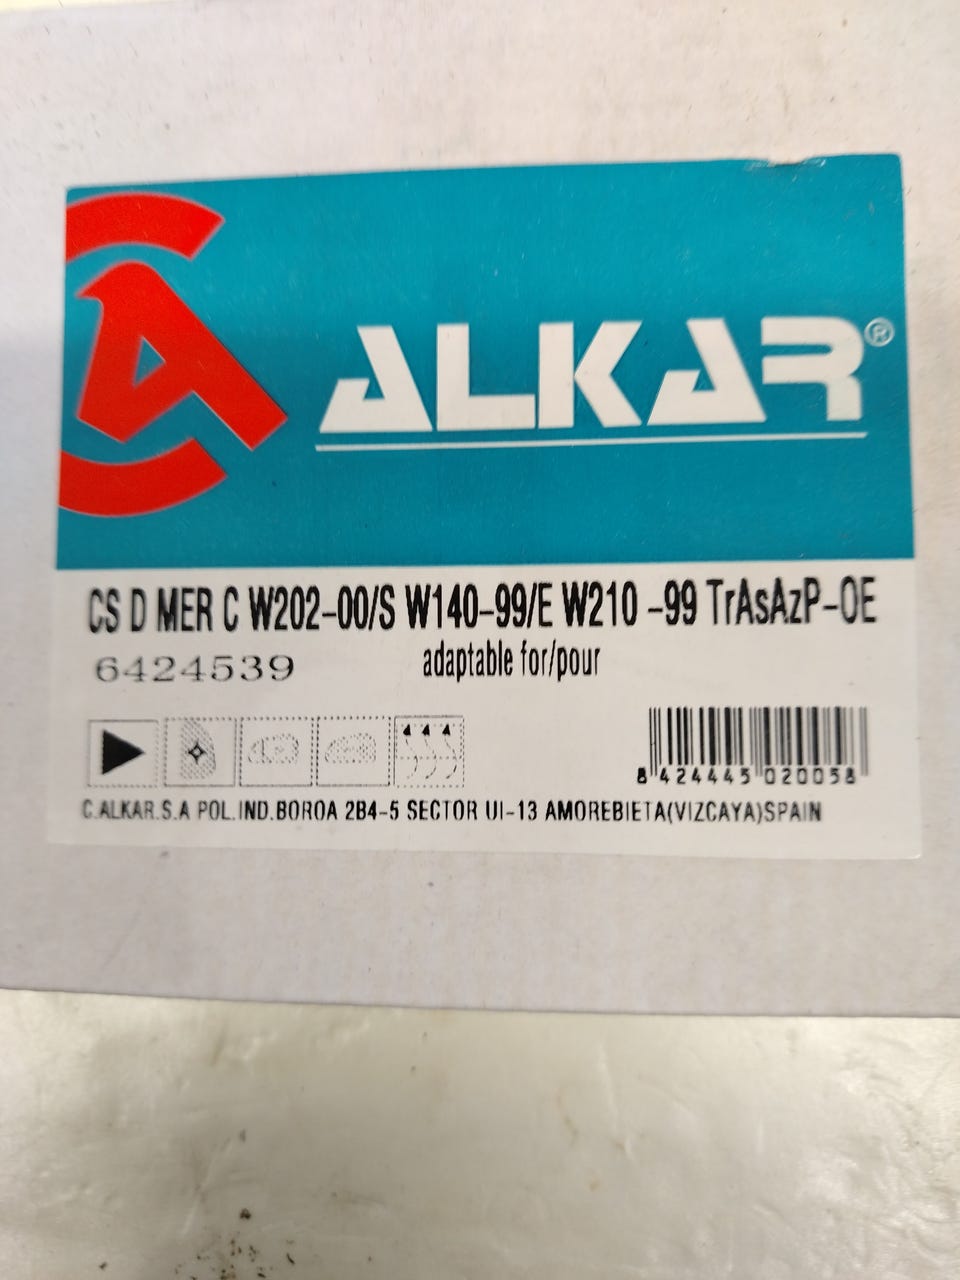 ALKAR®
CS D MER C W202-00/S W140-99/E W210 -99 TrAsAzP-OE
6424539 adaptable for/pour
8 424445 020058
C.ALKAR.S.A POL.IND.BOROA 2B4-5 SECTOR UI-13 AMOREBIETA(VIZCAYA)SPAIN